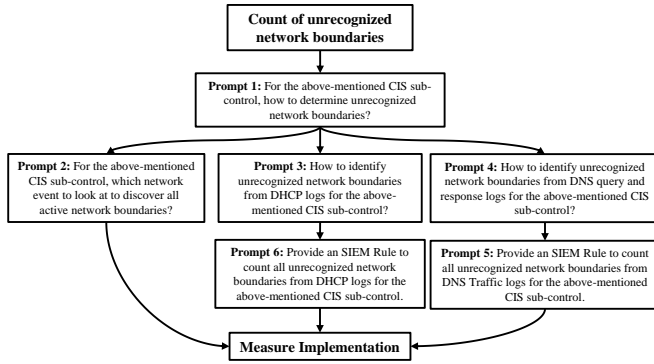 Count of unrecognized
network boundaries
Prompt 1: For the above-mentioned CIS sub-
control, how to determine unrecognized
network boundaries?
Prompt 2: For the above-mentioned
CIS sub-control, which network
event to look at to discover all
active network boundaries?
Prompt 3: How to identify
unrecognized network boundaries
from DHCP logs for the above-
mentioned CIS sub-control?
Prompt 4: How to identify unrecognized
network boundaries from DNS query and
response logs for the above-mentioned CIS
sub-control?
Prompt 6: Provide an SIEM Rule to
count all unrecognized network
boundaries from DHCP logs for the
above-mentioned CIS sub-control.
Prompt 5: Provide an SIEM Rule to count
all unrecognized network boundaries from
DNS Traffic logs for the above-mentioned
CIS sub-control.
Measure Implementation